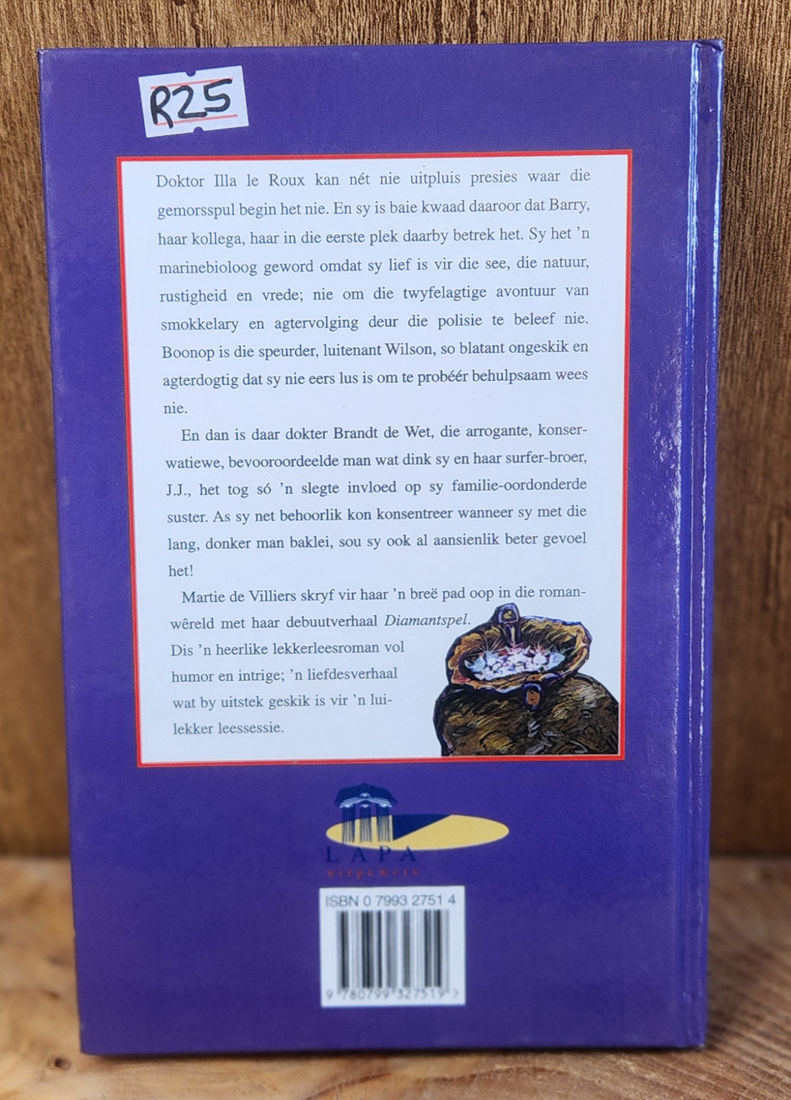 R25
Doktor Illa le Roux kan nét nie uitpluis presies waar die
gemorsspul begin het nie. En sy is baie kwaad daaroor dat Barry,
haar kollega, haar in die eerste plek daarby betrek het. Sy het 'n
marinebioloog geword omdat sy lief is vir die see, die natuur,
rustigheid en vrede; nie om die twyfelagtige avontuur van
smokkelary en agtervolging deur die polisie te beleef nie.
Boonop is die speurder, luitenant Wilson, so blatant ongeskik en
agterdogtig dat sy nie eers lus is om te probéér behulpsaam wees
nie.
En dan is daar dokter Brandt de Wet, die arrogante, konser-
watiewe, bevooroordeelde man wat dink sy en haar surfer-broer,
J.J., het tog só 'n slegte invloed op sy familie-oordonderde
suster. As sy net behoorlik kon konsentreer wanneer sy met die
lang, donker man baklei, sou sy ook al aansienlik beter gevoel
het!
Martie de Villiers skryf vir haar 'n breë pad oop in die roman-
wêreld met haar debuutverhaal Diamantspel.
Dis 'n heerlike lekkerleesroman vol
humor en intrige; 'n liefdesverhaal
wat by uitstek geskik is vir 'n lui-
lekker leessessie.
LAPA
uitgewers
ISBN 0 7993 2751 4
9 780799 327519 >